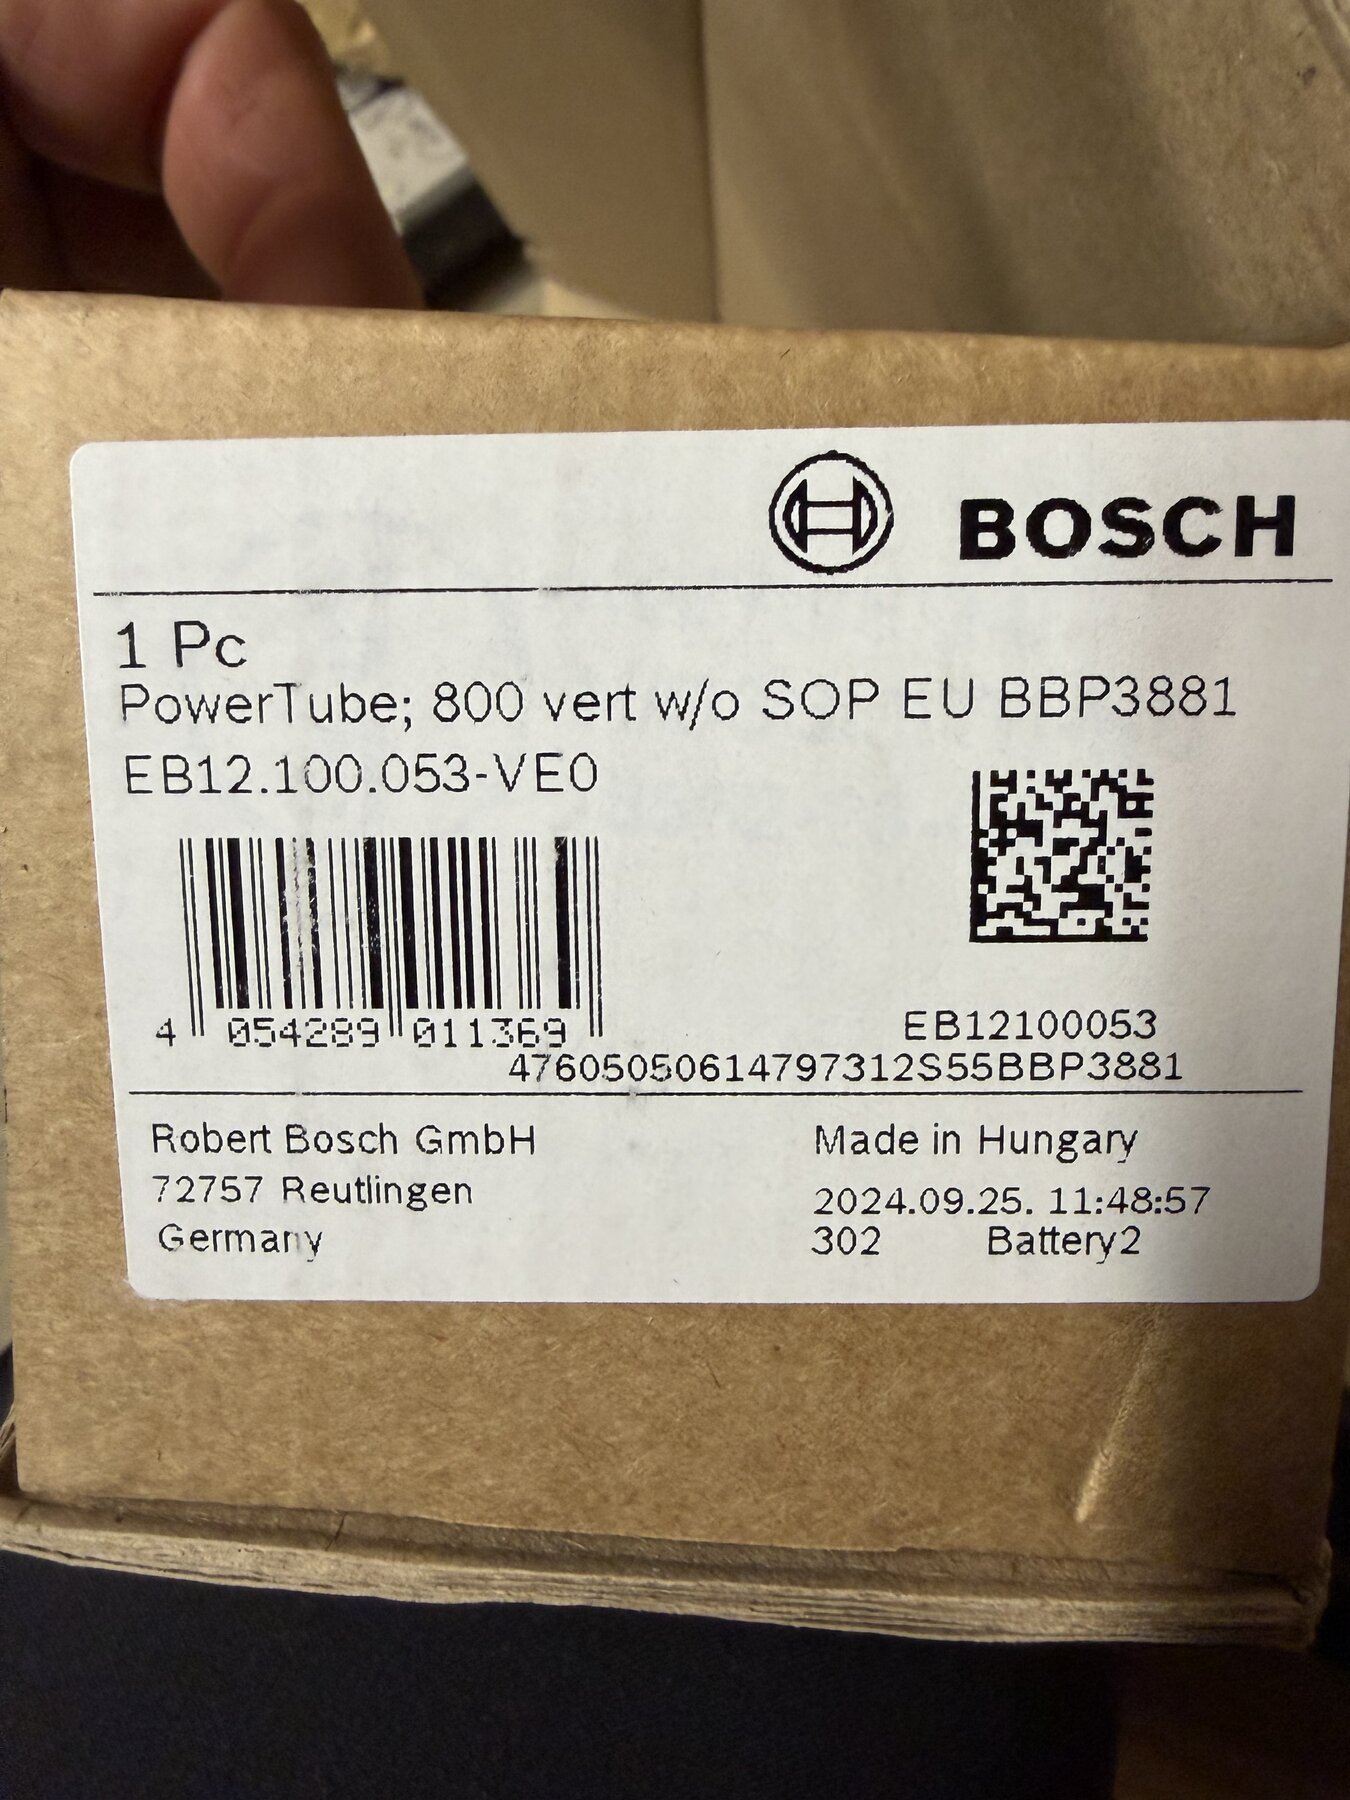 BOSCH
1 Pc
PowerTube; 800 vert w/o SOP EU BBP3881
EB12.100.053-VE0
4 054289 011369
EB12100053
47605050614797312S55BBP3881
Robert Bosch GmbH
72757 Reutlingen
Germany
Made in Hungary
2024.09.25. 11:48:57
302 Battery2